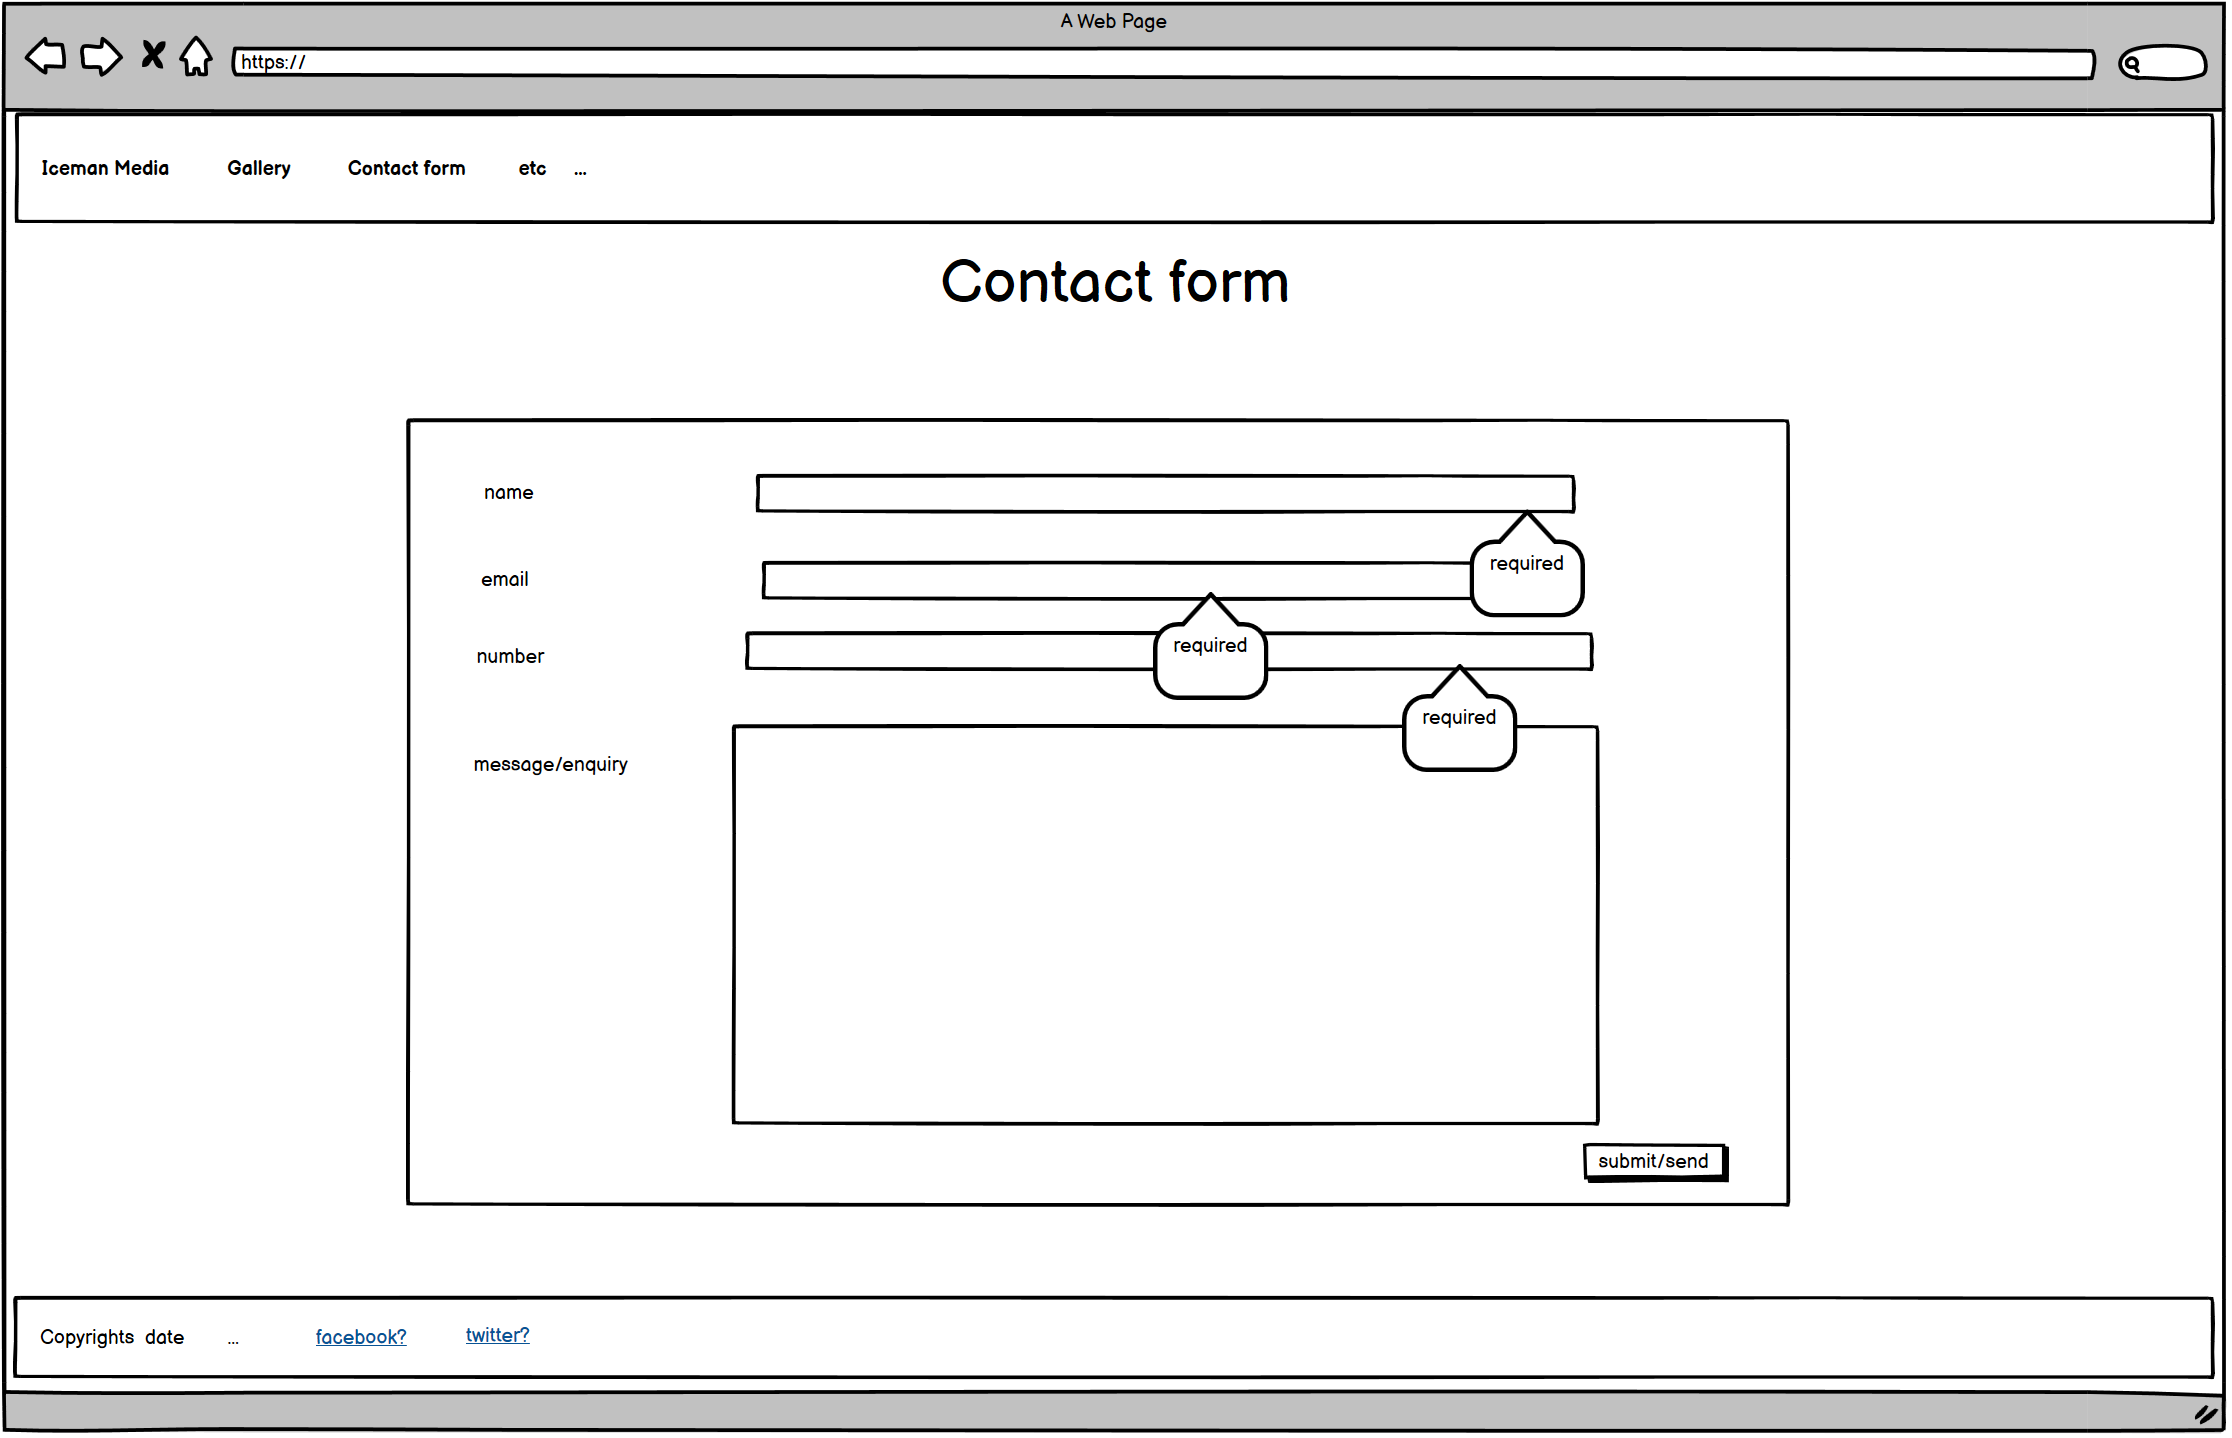 A Web Page
https://
Iceman Media Gallery Contact form etc ...
Contact form
name
required
email
required
number
required
message/enquiry
submit/send
Copyrights date ... facebook? twitter?